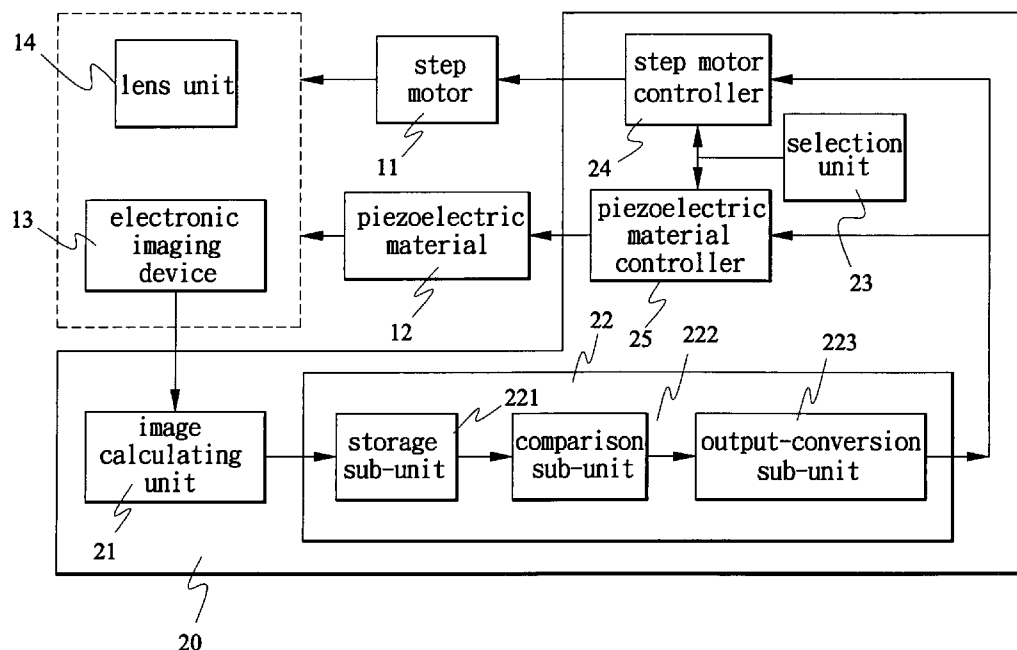 14
lens unit
step
motor
11
step motor
controller
24
selection
unit
23
13
electronic
imaging
device
piezoelectric
material
12
piezoelectric
material
controller
25
22
222
223
221
image
calculating
unit
21
storage
sub-unit
comparison
sub-unit
output-conversion
sub-unit
20